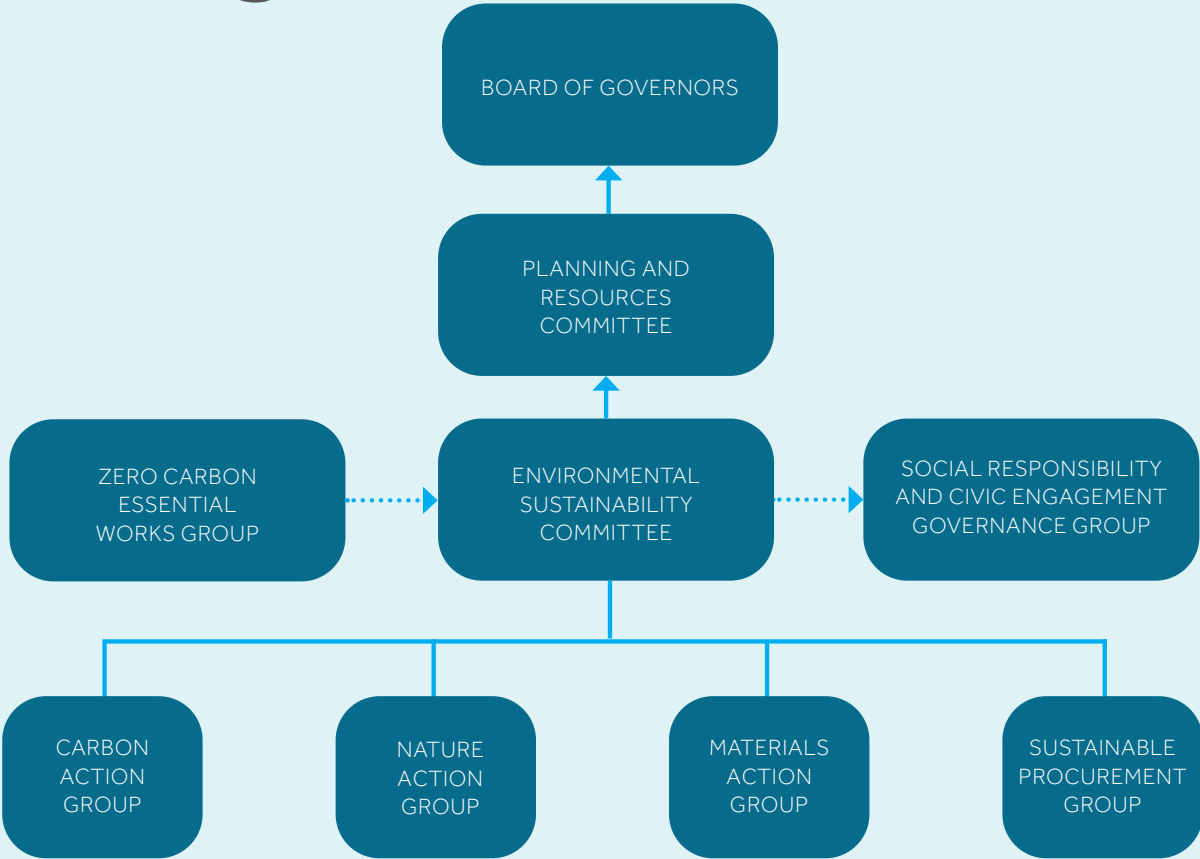 BOARD OF GOVERNORS
PLANNING AND
RESOURCES
COMMITTEE
ZERO CARBON
ESSENTIAL
WORKS GROUP
ENVIRONMENTAL
SUSTAINABILITY
COMMITTEE
SOCIAL RESPONSIBILITY
AND CIVIC ENGAGEMENT
GOVERNANCE GROUP
CARBON
ACTION
GROUP
NATURE
ACTION
GROUP
MATERIALS
ACTION
GROUP
SUSTAINABLE
PROCUREMENT
GROUP